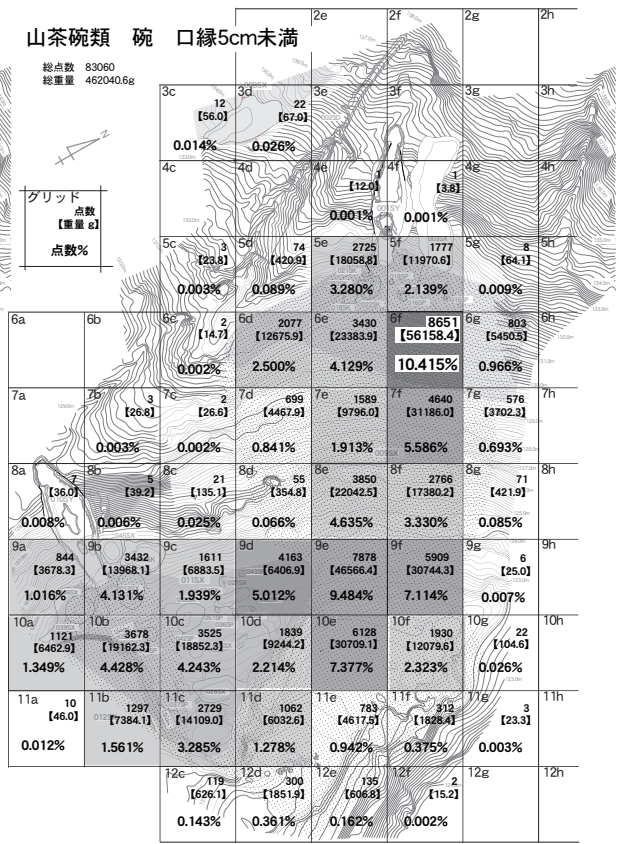 2e 2f 2g 2h
山茶碗類　碗　口縁5cm未満
総点数 83060
総重量 462040.6g
3c 3d 3e 3f 3g 3h
12 22
【56.0】 【67.0】
0.014% 0.026%
4c 4d 4e 4f 4g 4h
1 1
【12.0】 【3.8】
0.001% 0.001%
グリッド
点数
【重量 g】
点数%
5c 5d 5e 5f 5g 5h
3 74 2725 1777 8
【23.8】 【420.9】 【18058.8】 【11970.6】 【64.1】
0.003% 0.089% 3.280% 2.139% 0.009%
6a 6b 6c 6d 6e 6f 6g 6h
2 2077 3430 8651 803
【14.7】 【12675.9】 【23383.9】 【56158.4】 【5450.5】
0.002% 2.500% 4.129% 10.415% 0.966%
7a 7b 7c 7d 7e 7f 7g 7h
3 2 699 1589 4640 576
【26.8】 【26.6】 【4467.9】 【9796.0】 【31186.0】 【3702.3】
0.003% 0.002% 0.841% 1.913% 5.586% 0.693%
8a 8b 8c 8d 8e 8f 8g 8h
7 5 21 55 3850 2766 71
【36.0】 【39.2】 【135.1】 【354.8】 【22042.5】 【17380.2】 【421.9】
0.008% 0.006% 0.025% 0.066% 4.635% 3.330% 0.085%
9a 9b 9c 9d 9e 9f 9g 9h
844 3432 1611 4163 7878 5909 6
【3678.3】 【13968.1】 【6883.5】 【6406.9】 【46566.4】 【30744.3】 【25.0】
1.016% 4.131% 1.939% 5.012% 9.484% 7.114% 0.007%
10a 10b 10c 10d 10e 10f 10g 10h
1121 3678 3525 1839 6128 1930 22
【6462.9】 【19162.3】 【18852.3】 【9244.2】 【30709.1】 【12079.6】 【104.6】
1.349% 4.428% 4.243% 2.214% 7.377% 2.323% 0.026%
11a 11b 11c 11d 11e 11f 11g 11h
10 1297 2729 1062 783 312 3
【46.0】 【7384.1】 【14109.0】 【6032.6】 【4617.5】 【1828.4】 【23.3】
0.012% 1.561% 3.285% 1.278% 0.942% 0.375% 0.003%
12c 12d 12e 12f 12g 12h
119 300 135 2
【626.1】 【1851.9】 【606.8】 【15.2】
0.143% 0.361% 0.162% 0.002%